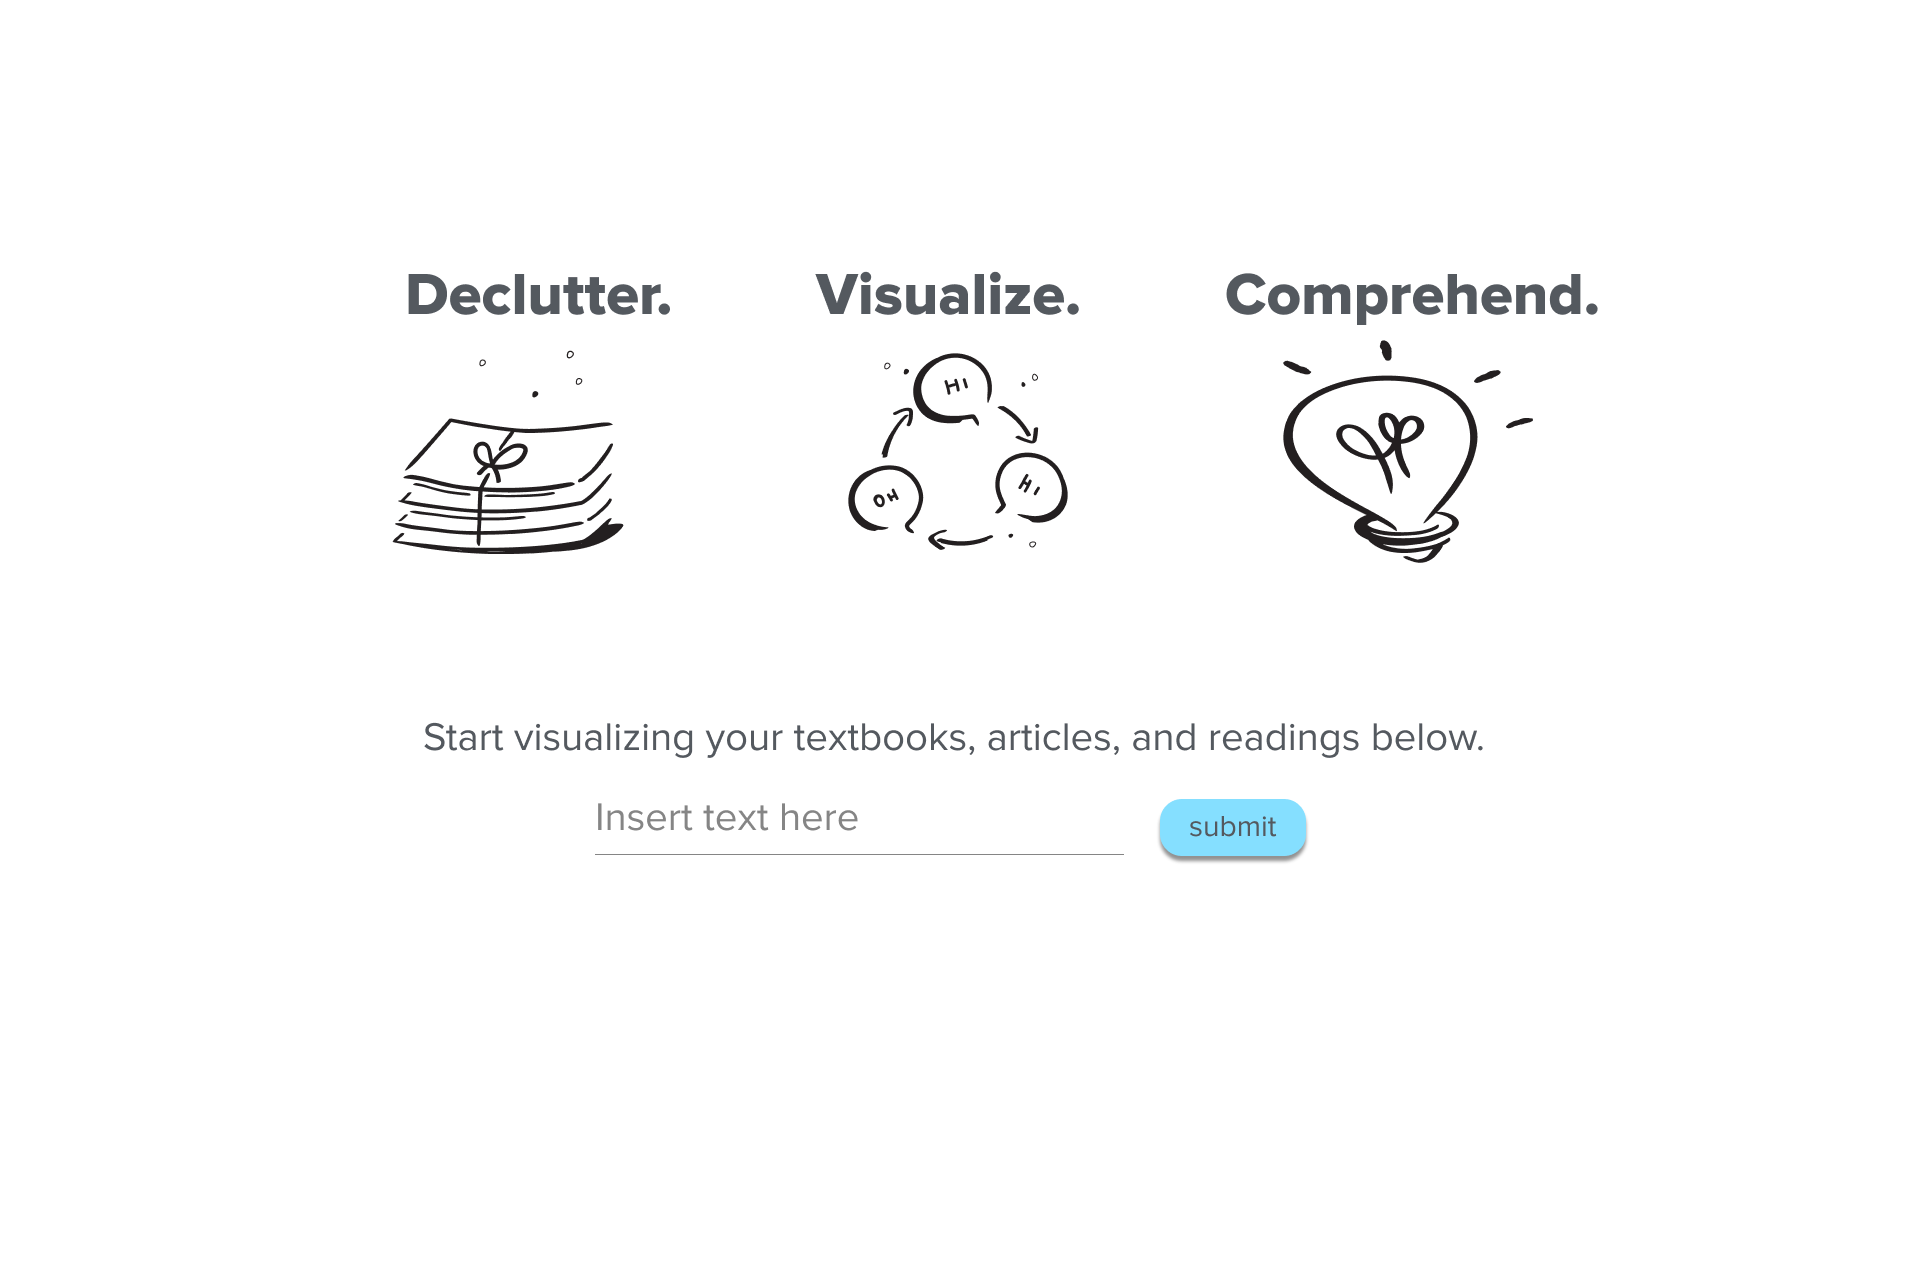 Declutter. Visualize. Comprehend.
HI
HI
OH
Start visualizing your textbooks, articles, and readings below.
Insert text here submit